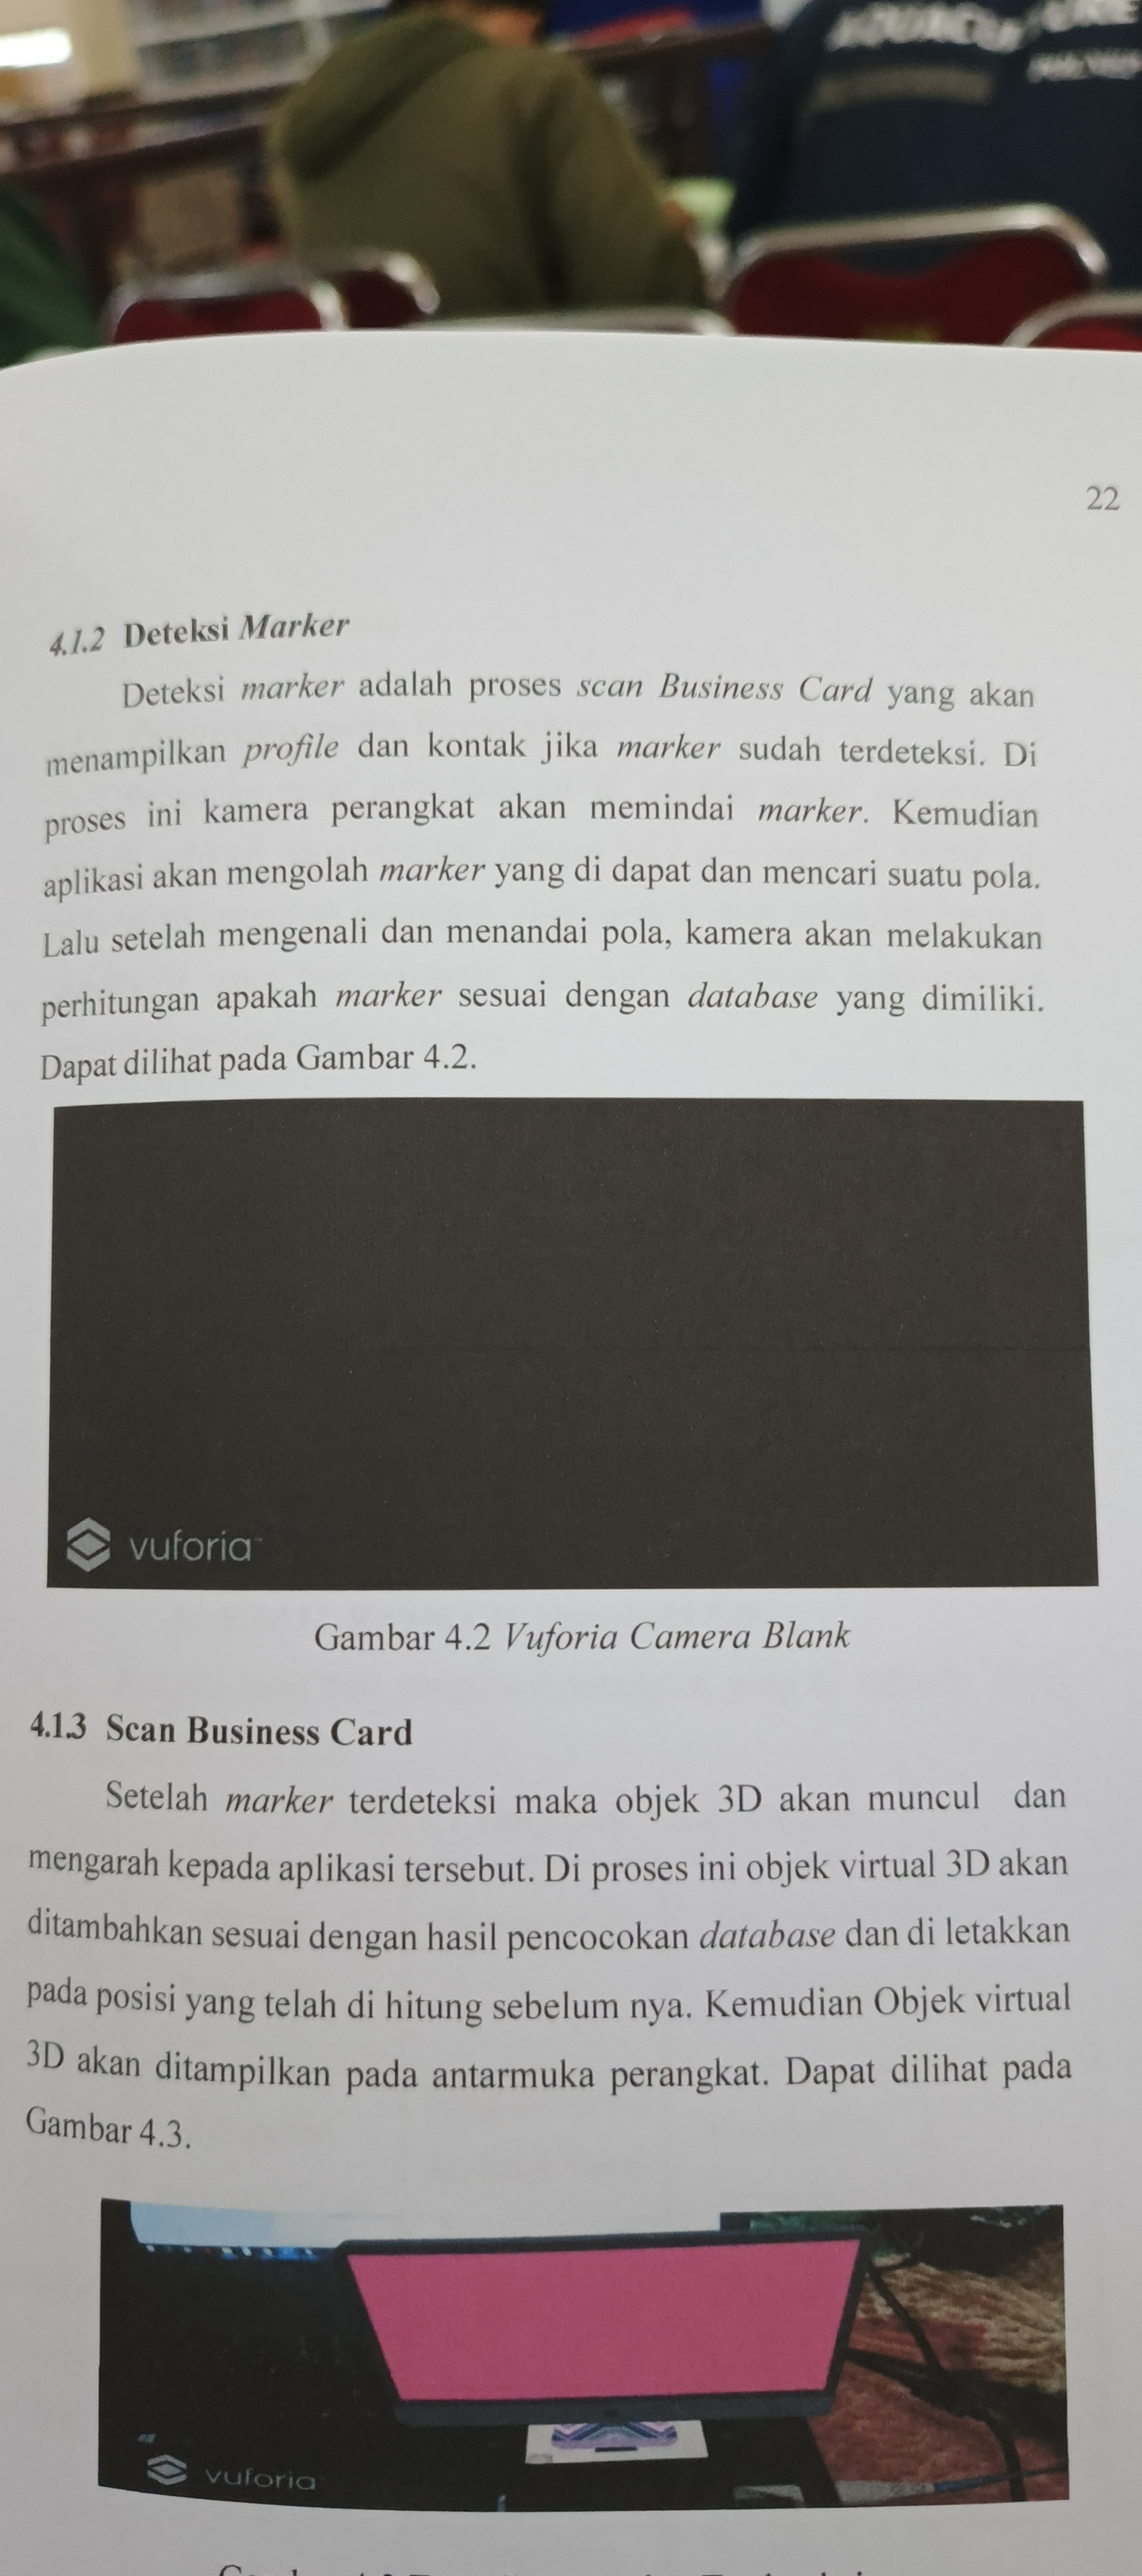 22
4.1.2 Deteksi Marker
Deteksi marker adalah proses scan Business Card yang akan
menampilkan profile dan kontak jika marker sudah terdeteksi. Di
proses ini kamera perangkat akan memindai marker. Kemudian
aplikasi akan mengolah marker yang di dapat dan mencari suatu pola.
Lalu setelah mengenali dan menandai pola, kamera akan melakukan
perhitungan apakah marker sesuai dengan database yang dimiliki.
Dapat dilihat pada Gambar 4.2.
vuforia™
Gambar 4.2 Vuforia Camera Blank
4.1.3 Scan Business Card
Setelah marker terdeteksi maka objek 3D akan muncul dan
mengarah kepada aplikasi tersebut. Di proses ini objek virtual 3D akan
ditambahkan sesuai dengan hasil pencocokan database dan di letakkan
pada posisi yang telah di hitung sebelum nya. Kemudian Objek virtual
3D akan ditampilkan pada antarmuka perangkat. Dapat dilihat pada
Gambar 4.3.
vuforia